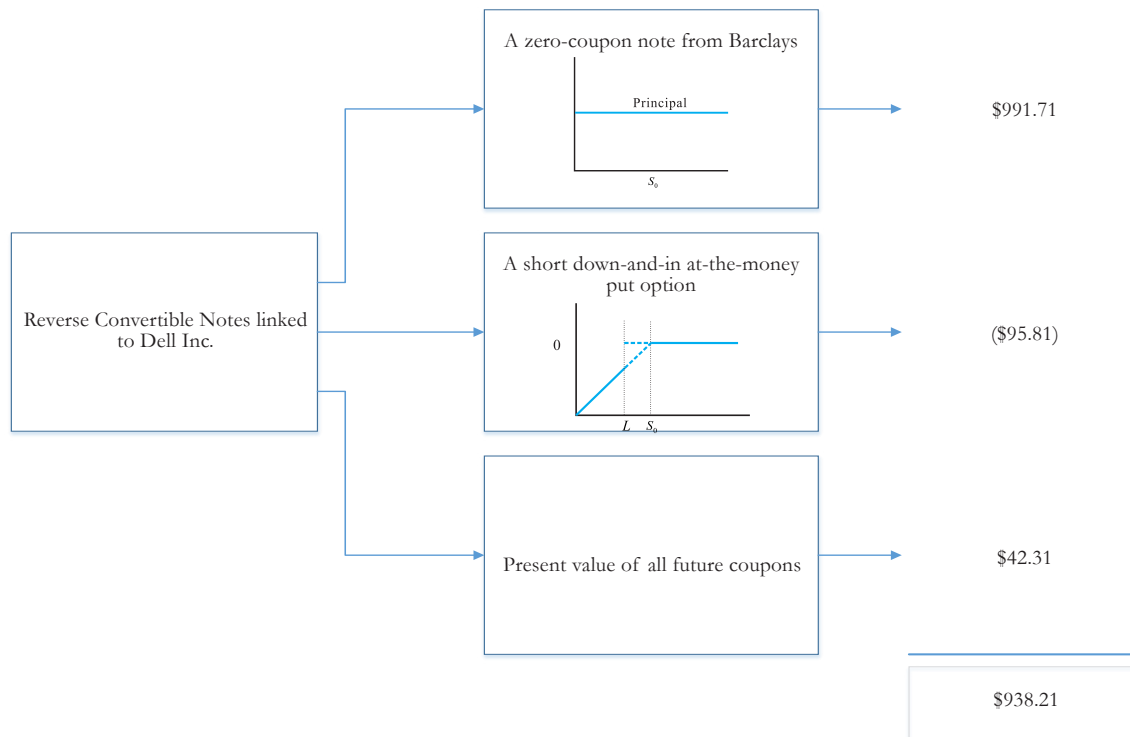 A zero-coupon note from Barclays
Principal
S₀
$991.71
Reverse Convertible Notes linked
to Dell Inc.
A short down-and-in at-the-money
put option
0
L S₀
($95.81)
Present value of all future coupons
$42.31
$938.21